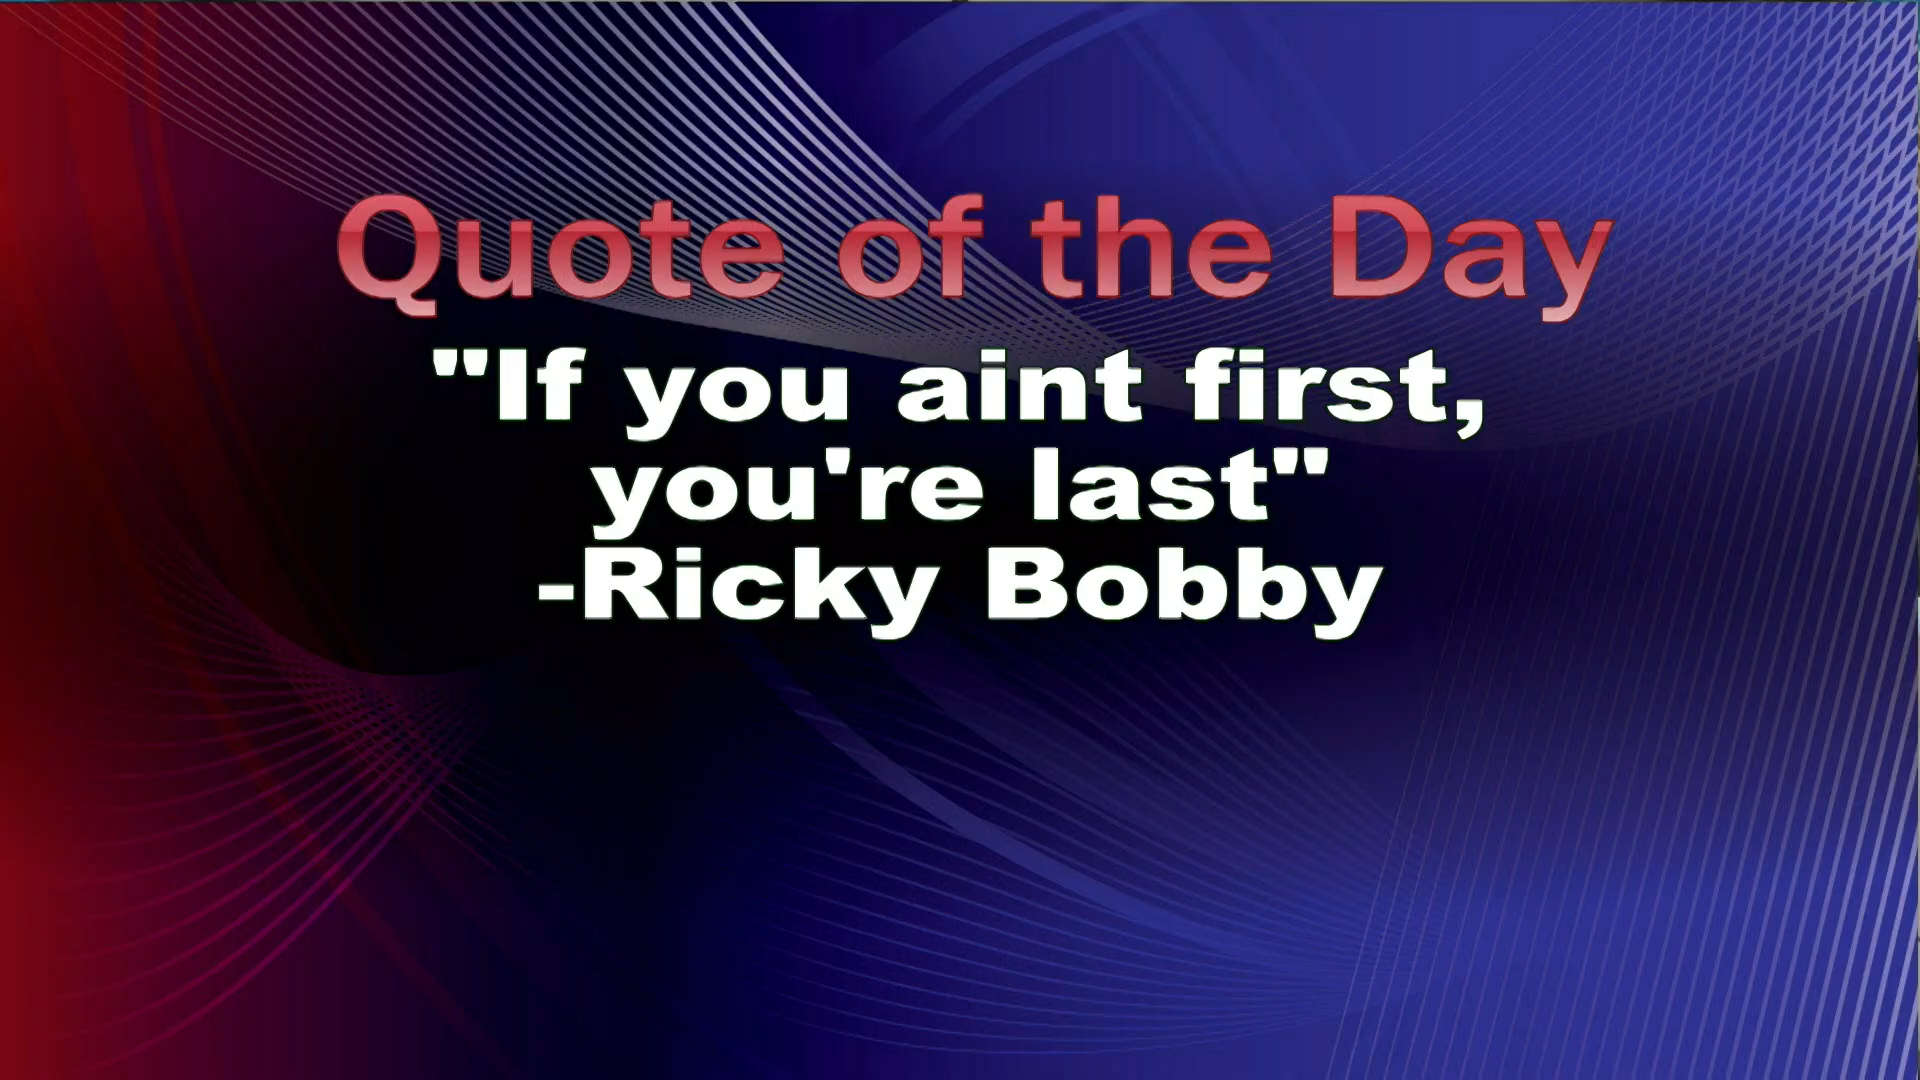 Quote of the Day
"If you aint first,
you're last"
-Ricky Bobby